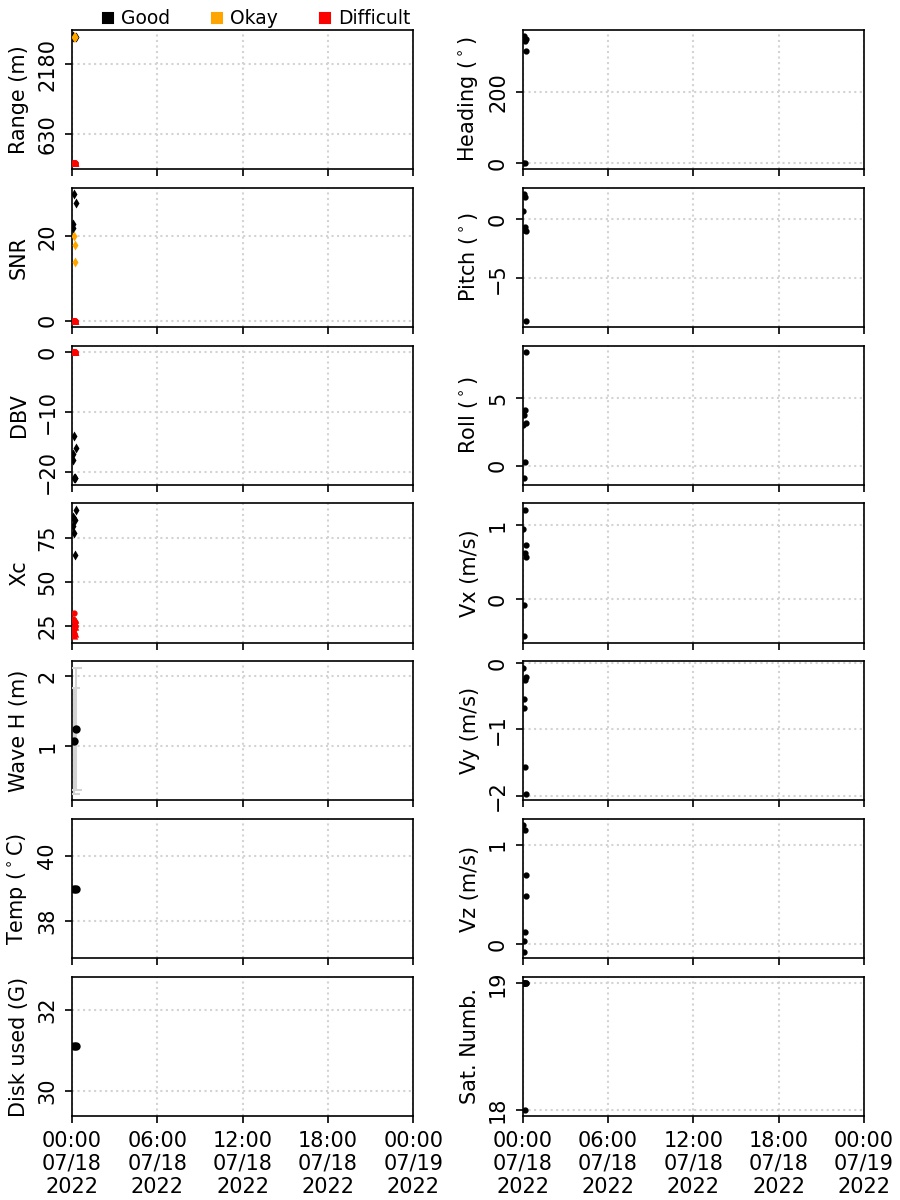 Good Okay Difficult
Range (m)
2180
630
Heading (°)
200
0
SNR
20
0
Pitch (°)
0
−5
DBV
0
−10
−20
Roll (°)
5
0
Xc
75
50
25
Vx (m/s)
1
0
Wave H (m)
2
1
Vy (m/s)
0
−1
−2
Temp (°C)
40
38
Vz (m/s)
1
0
Disk used (G)
32
30
Sat. Numb.
19
18
00:00 06:00 12:00 18:00 00:00 00:00 06:00 12:00 18:00 00:00
07/18 07/18 07/18 07/18 07/19 07/18 07/18 07/18 07/18 07/19
2022 2022 2022 2022 2022 2022 2022 2022 2022 2022